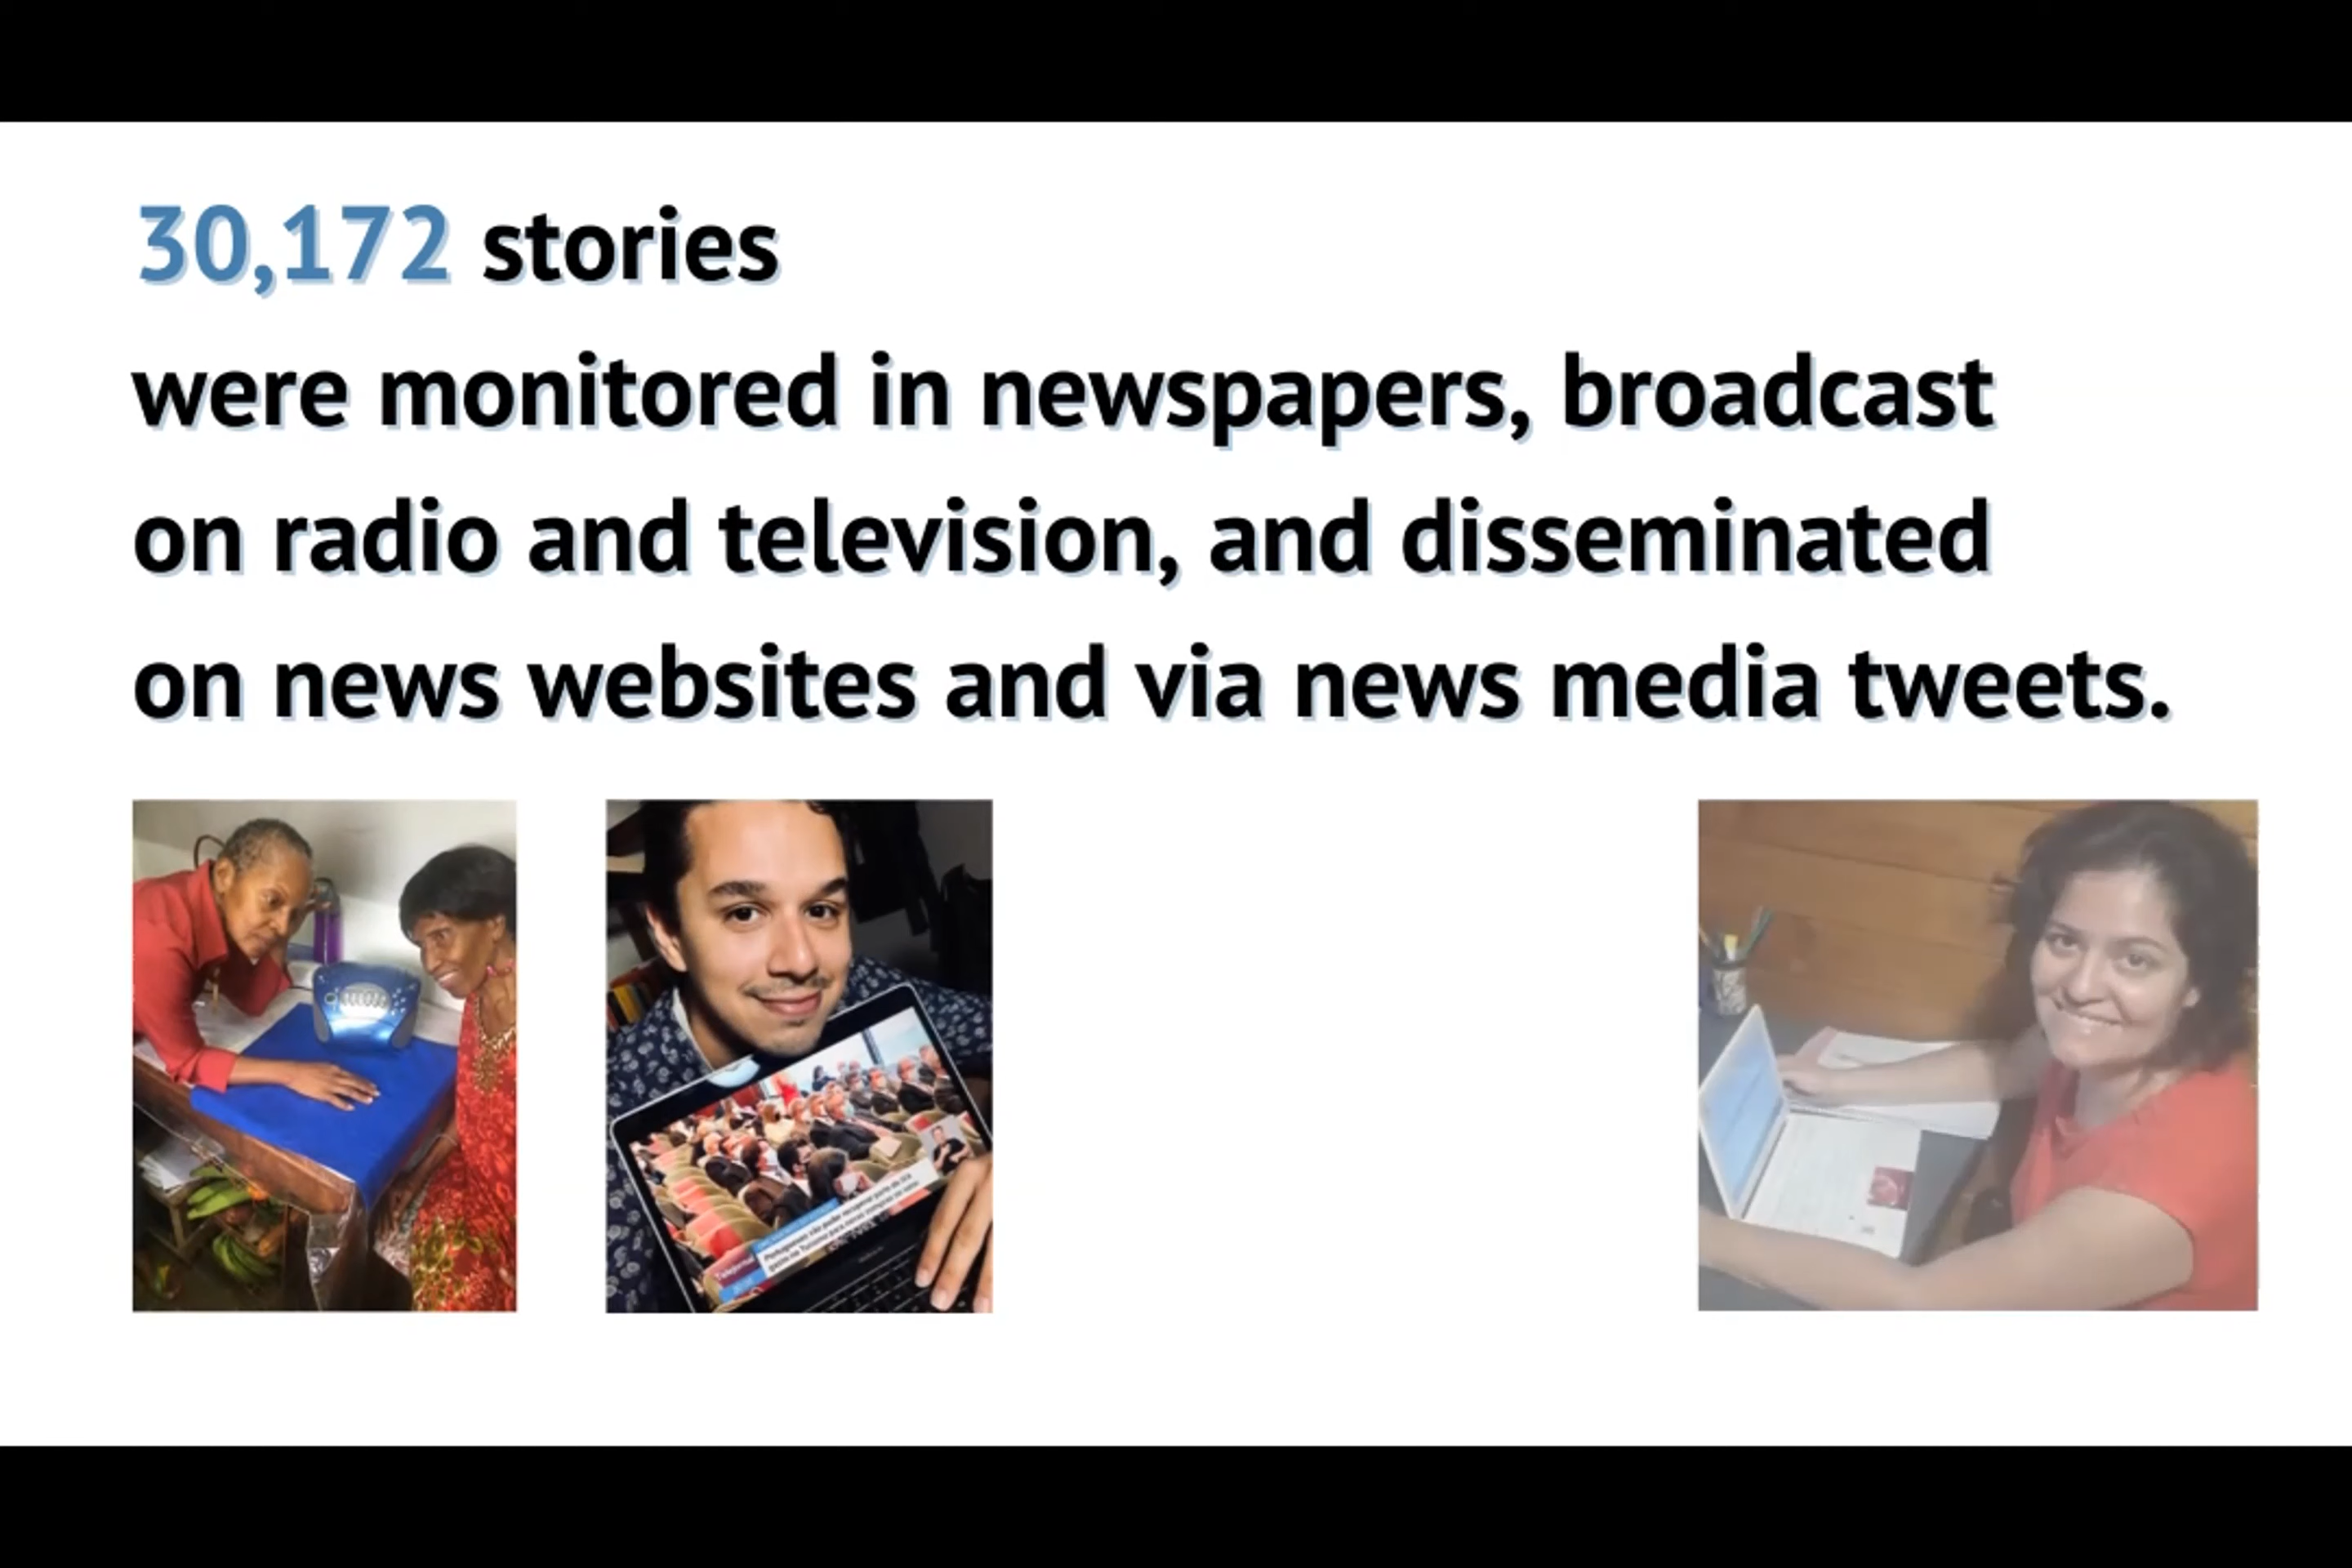 30,172 stories
were monitored in newspapers, broadcast
on radio and television, and disseminated
on news websites and via news media tweets.